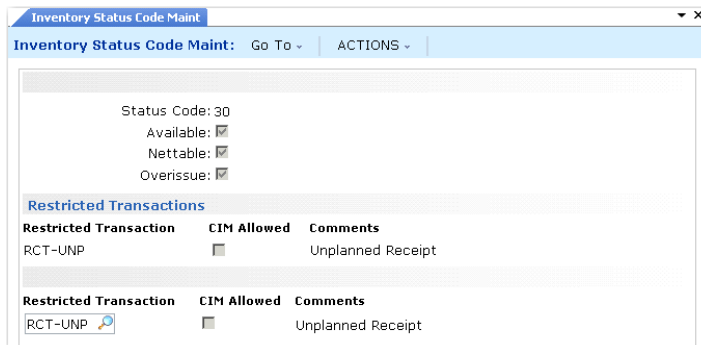 Inventory Status Code Maint
Inventory Status Code Maint: Go To ACTIONS
Status Code: 30
Available:
Nettable:
Overissue:
Restricted Transactions
Restricted Transaction CIM Allowed Comments
RCT-UNP Unplanned Receipt
Restricted Transaction CIM Allowed Comments
RCT-UNP Unplanned Receipt